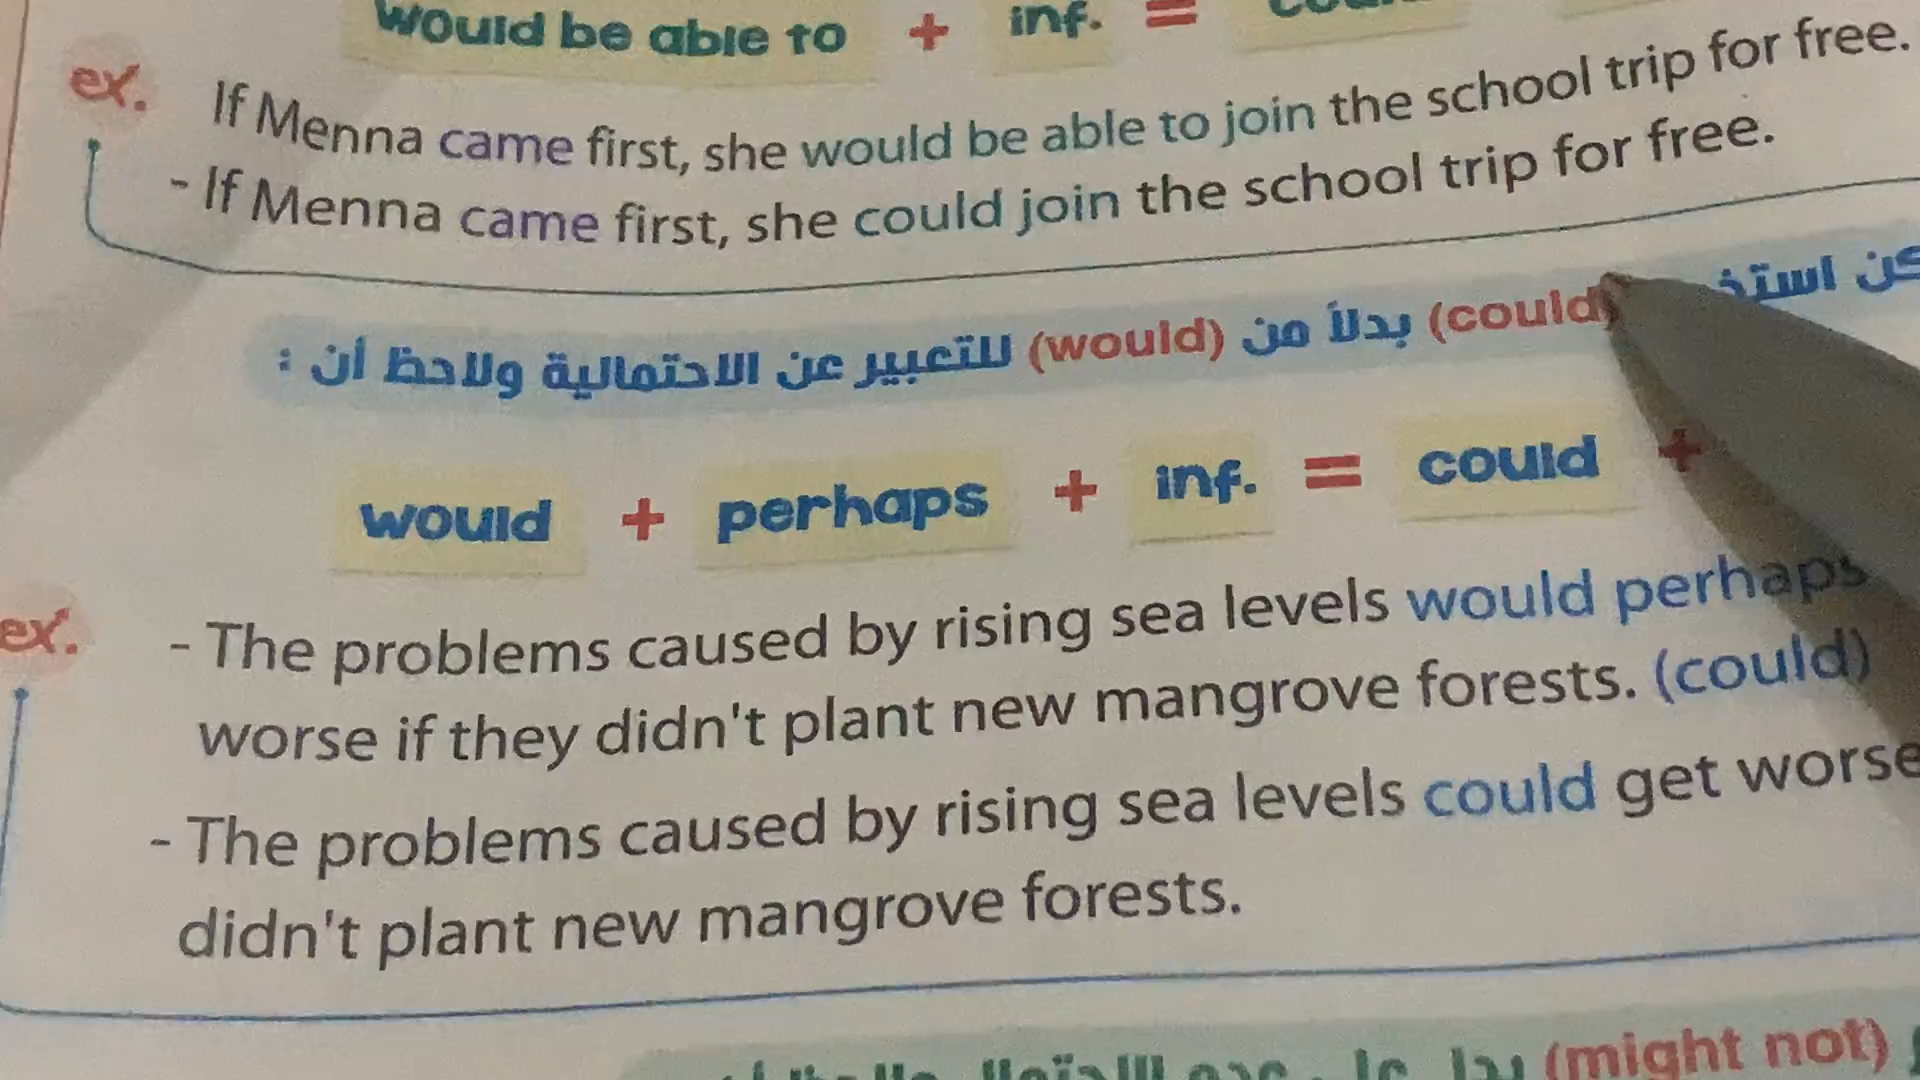 would be able to + inf. =
ex. If Menna came first, she would be able to join the school trip for free.
- If Menna came first, she could join the school trip for free.
(could) بدلاً من (would) للتعبير عن الاحتمالية ولاحظ أن :
would + perhaps + inf. = could +
ex. - The problems caused by rising sea levels would perhaps
worse if they didn't plant new mangrove forests. (could)
- The problems caused by rising sea levels could get worse
didn't plant new mangrove forests.
(might not)